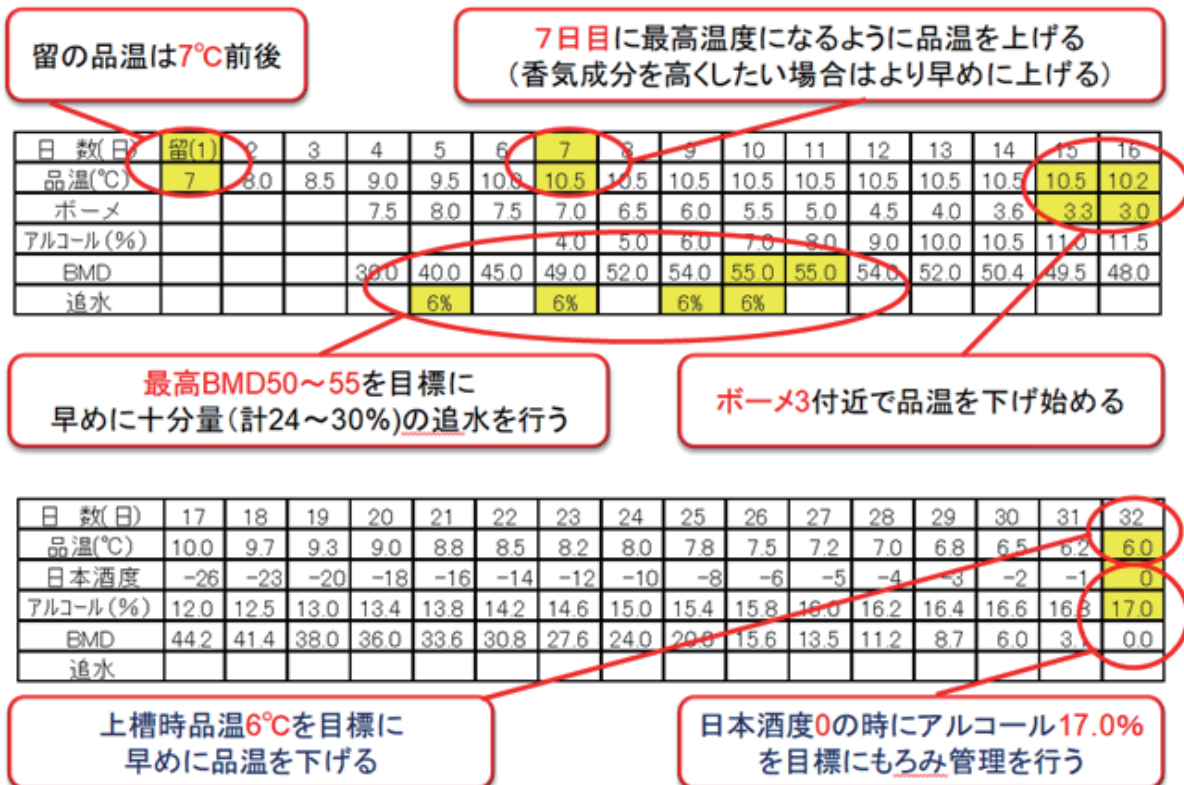 留の品温は7℃前後
7日目に最高温度になるように品温を上げる
(香気成分を高くしたい場合はより早めに上げる)
日 数(日) 留(1) 2 3 4 5 6 7 8 9 10 11 12 13 14 15 16
品温(℃) 7 8.0 8.5 9.0 9.5 10.0 10.5 10.5 10.5 10.5 10.5 10.5 10.5 10.5 10.5 10.2
ボーメ 7.5 8.0 7.5 7.0 6.5 6.0 5.5 5.0 4.5 4.0 3.6 3.3 3.0
アルコール(%) 4.0 5.0 6.0 7.0 8.0 9.0 10.0 10.5 11.0 11.5
BMD 40.0 45.0 49.0 52.0 54.0 55.0 55.0 54.0 52.0 50.4 49.5 48.0
追水 6% 6% 6% 6%
最高BMD50~55を目標に
早めに十分量(計24~30%)の追水を行う
ボーメ3付近で品温を下げ始める
日 数(日) 17 18 19 20 21 22 23 24 25 26 27 28 29 30 31 32
品温(℃) 10.0 9.7 9.3 9.0 8.8 8.5 8.2 8.0 7.8 7.5 7.2 7.0 6.8 6.5 6.2 6.0
日本酒度 -26 -23 -20 -18 -16 -14 -12 -10 -8 -6 -5 -4 -3 -2 -1 0
アルコール(%) 12.0 12.5 13.0 13.4 13.8 14.2 14.6 15.0 15.4 15.8 16.0 16.2 16.4 16.6 16.8 17.0
BMD 44.2 41.4 38.0 36.0 33.6 30.8 27.6 24.0 20.0 15.6 13.5 11.2 8.7 6.0 0.0
追水
上槽時品温6℃を目標に
早めに品温を下げる
日本酒度0の時にアルコール17.0%
を目標にもろみ管理を行う